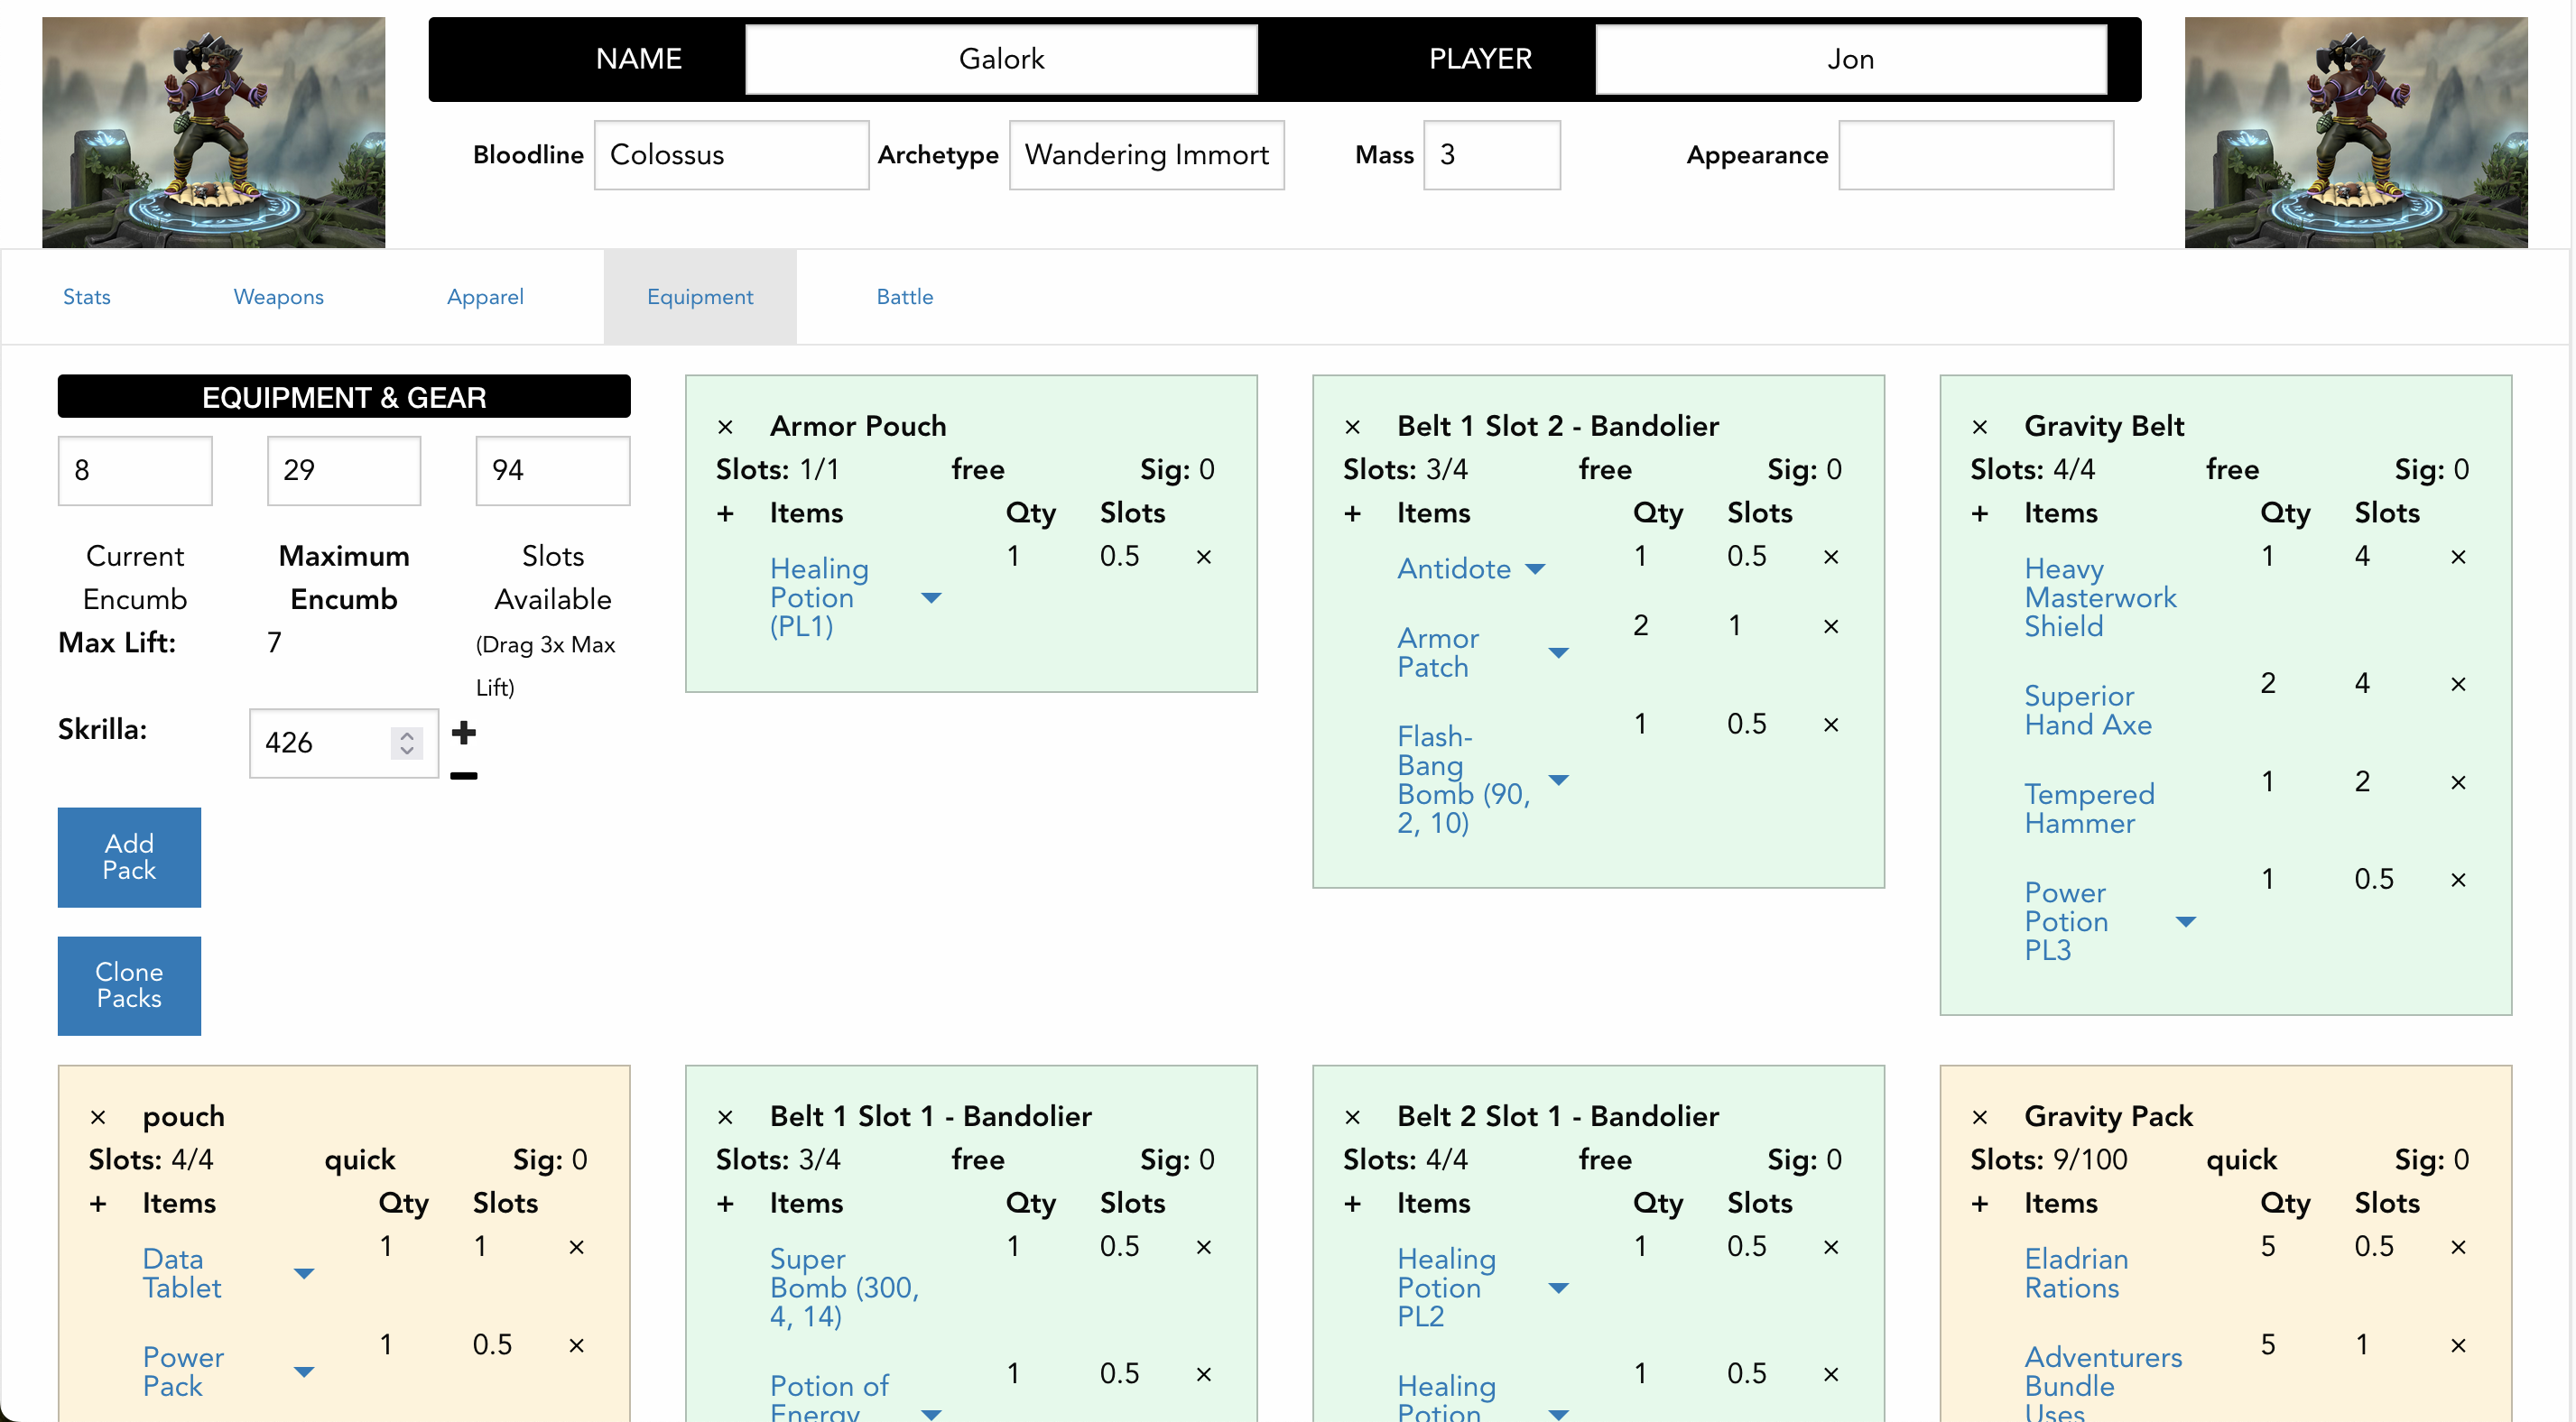 NAME Galork PLAYER Jon
Bloodline Colossus Archetype Wandering Immort Mass 3 Appearance
Stats Weapons Apparel Equipment Battle
EQUIPMENT & GEAR
8 29 94
Current Encumb
Maximum Encumb
Slots Available
Max Lift: 7 (Drag 3x Max Lift)
Skrilla: 426 +
Add Pack
Clone Packs
× Armor Pouch
Slots: 1/1 free Sig: 0
+ Items Qty Slots
Healing Potion (PL1) 1 0.5 ×
× Belt 1 Slot 2 - Bandolier
Slots: 3/4 free Sig: 0
+ Items Qty Slots
Antidote 1 0.5 ×
Armor Patch 2 1 ×
Flash-Bang Bomb (90, 2, 10) 1 0.5 ×
× Gravity Belt
Slots: 4/4 free Sig: 0
+ Items Qty Slots
Heavy Masterwork Shield 1 4 ×
Superior Hand Axe 2 4 ×
Tempered Hammer 1 2 ×
Power Potion PL3 1 0.5 ×
× pouch
Slots: 4/4 quick Sig: 0
+ Items Qty Slots
Data Tablet 1 1 ×
Power Pack 1 0.5 ×
× Belt 1 Slot 1 - Bandolier
Slots: 3/4 free Sig: 0
+ Items Qty Slots
Super Bomb (300, 4, 14) 1 0.5 ×
Potion of Energy 1 0.5 ×
× Belt 2 Slot 1 - Bandolier
Slots: 4/4 free Sig: 0
+ Items Qty Slots
Healing Potion PL2 1 0.5 ×
Healing Potion 1 0.5 ×
× Gravity Pack
Slots: 9/100 quick Sig: 0
+ Items Qty Slots
Eladrian Rations 5 0.5 ×
Adventurers Bundle Uses 5 1 ×